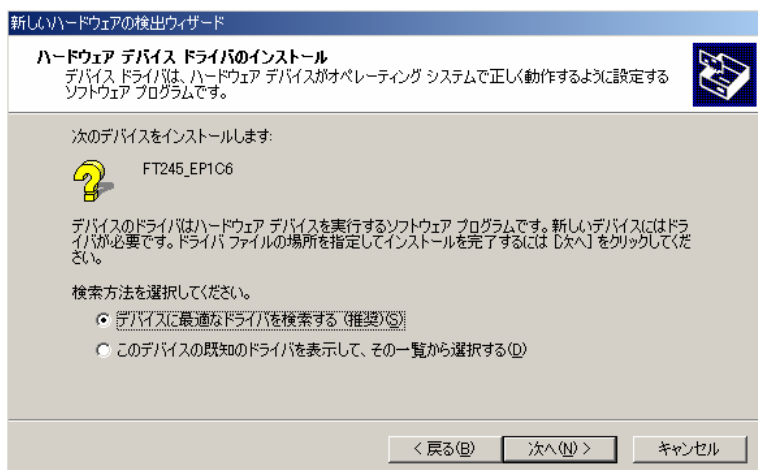 新しいハードウェアの検出ウィザード
ハードウェア デバイス ドライバのインストール
デバイス ドライバは、ハードウェア デバイスがオペレーティング システムで正しく動作するように設定する
ソフトウェア プログラムです。
次のデバイスをインストールします:
FT245_EP1C6
デバイスのドライバはハードウェア デバイスを実行するソフトウェア プログラムです。新しいデバイスにはドラ
イバが必要です。ドライバ ファイルの場所を指定してインストールを完了するには [次へ] をクリックしてくだ
さい。
検索方法を選択してください。
デバイスに最適なドライバを検索する (推奨)(S)
このデバイスの既知のドライバを表示して、その一覧から選択する(D)
< 戻る(B) 次へ(N) > キャンセル